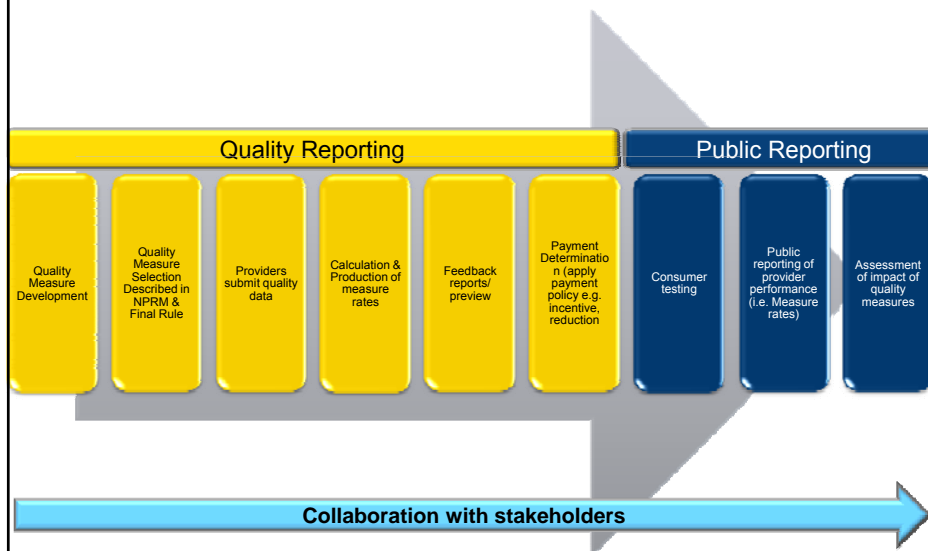 Quality Reporting
Public Reporting
Quality
Measure
Development
Quality
Measure
Selection
Described in
NPRM &
Final Rule
Providers
submit quality
data
Calculation &
Production of
measure
rates
Feedback
reports/
preview
Payment
Determinatio
n (apply
payment
policy e.g.
incentive,
reduction
Consumer
testing
Public
reporting of
provider
performance
(i.e. Measure
rates)
Assessment
of impact of
quality
measures
Collaboration with stakeholders